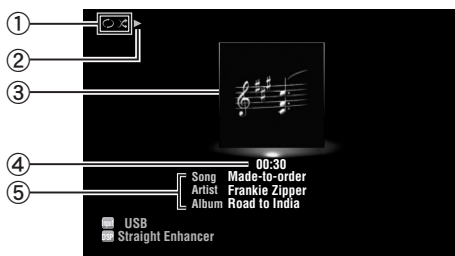 ①
②
③
④
00:30
⑤
Song Made-to-order
Artist Frankie Zipper
Album Road to India
USB
DSP Straight Enhancer